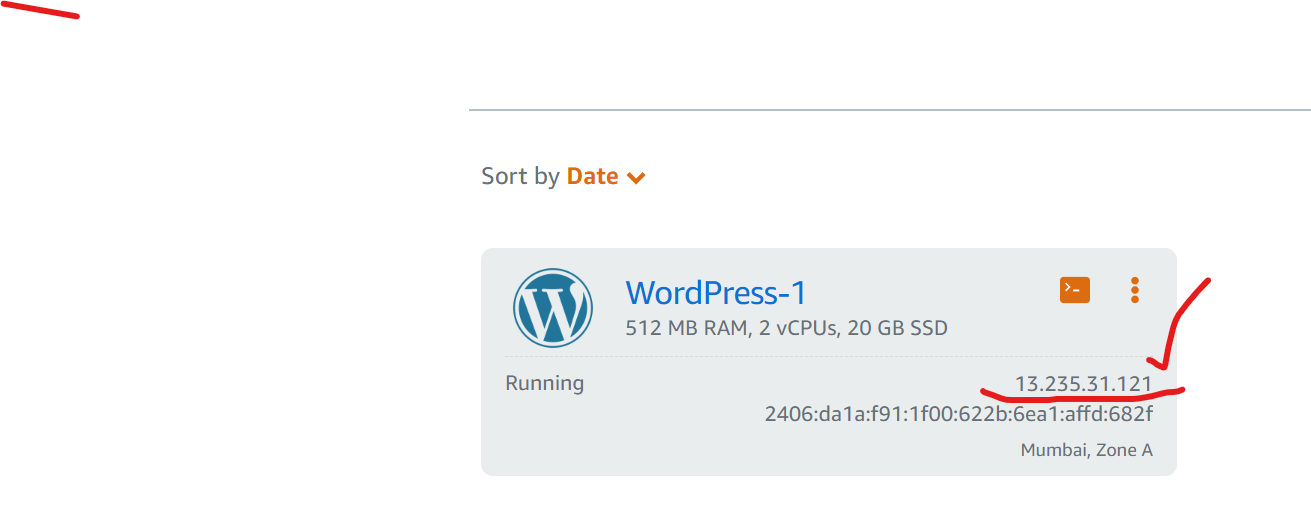 Sort by Date
WordPress-1
512 MB RAM, 2 vCPUs, 20 GB SSD
Running
13.235.31.121
2406:da1a:f91:1f00:622b:6ea1:affd:682f
Mumbai, Zone A